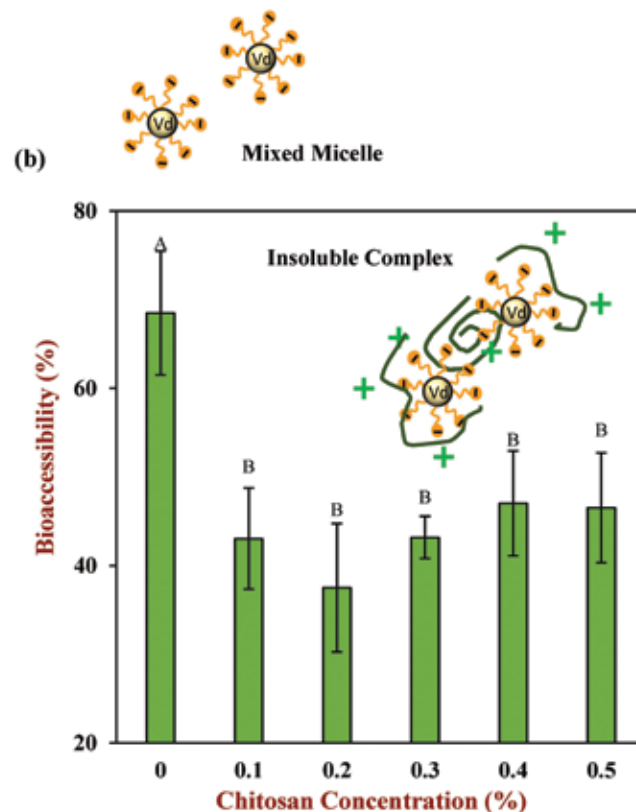 Vd
Vd
Mixed Micelle
(b)
80
A
Insoluble Complex
+
+
Vd
+
+
Vd
+
+
60
B
B
B
B
B
40
20
Bioaccessibility (%)
0 0.1 0.2 0.3 0.4 0.5
Chitosan Concentration (%)